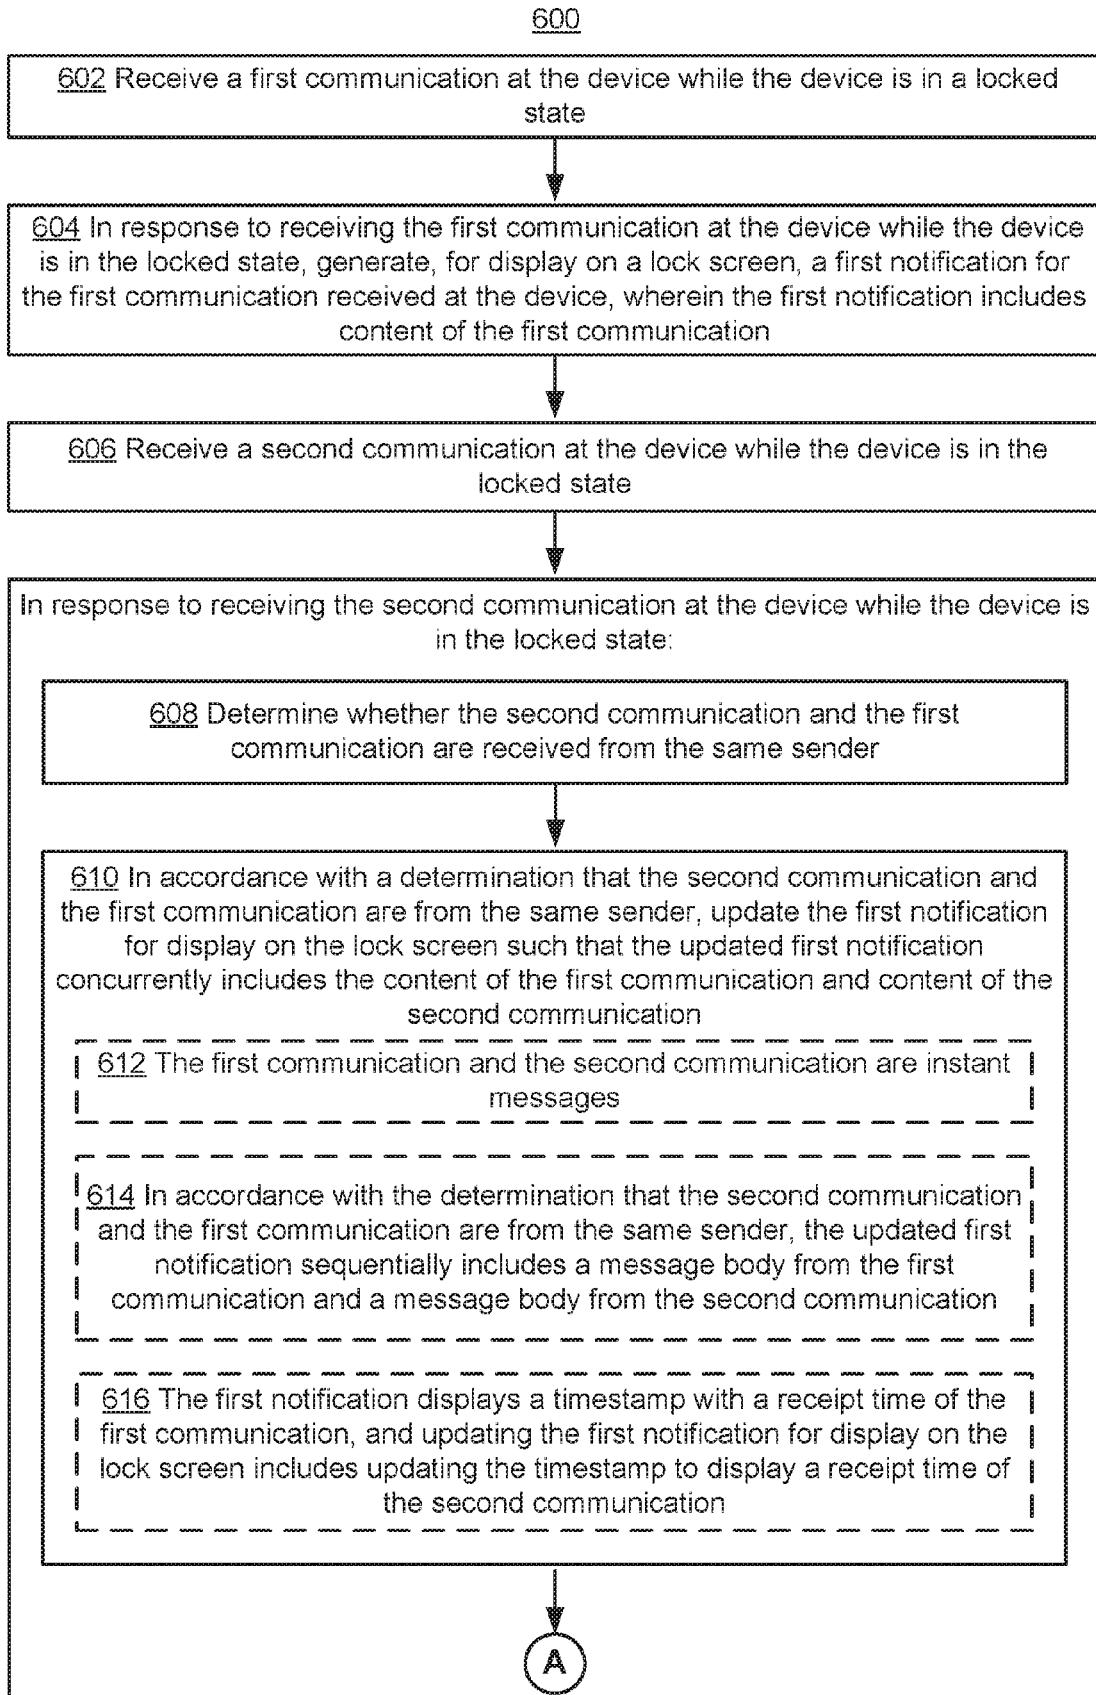 600
602 Receive a first communication at the device while the device is in a locked
state
604 In response to receiving the first communication at the device while the device
is in the locked state, generate, for display on a lock screen, a first notification for
the first communication received at the device, wherein the first notification includes
content of the first communication
606 Receive a second communication at the device while the device is in the
locked state
In response to receiving the second communication at the device while the device is
in the locked state:
608 Determine whether the second communication and the first
communication are received from the same sender
610 In accordance with a determination that the second communication and
the first communication are from the same sender, update the first notification
for display on the lock screen such that the updated first notification
concurrently includes the content of the first communication and content of the
second communication
612 The first communication and the second communication are instant
messages
614 In accordance with the determination that the second communication
and the first communication are from the same sender, the updated first
notification sequentially includes a message body from the first
communication and a message body from the second communication
616 The first notification displays a timestamp with a receipt time of the
first communication, and updating the first notification for display on the
lock screen includes updating the timestamp to display a receipt time of
the second communication
A